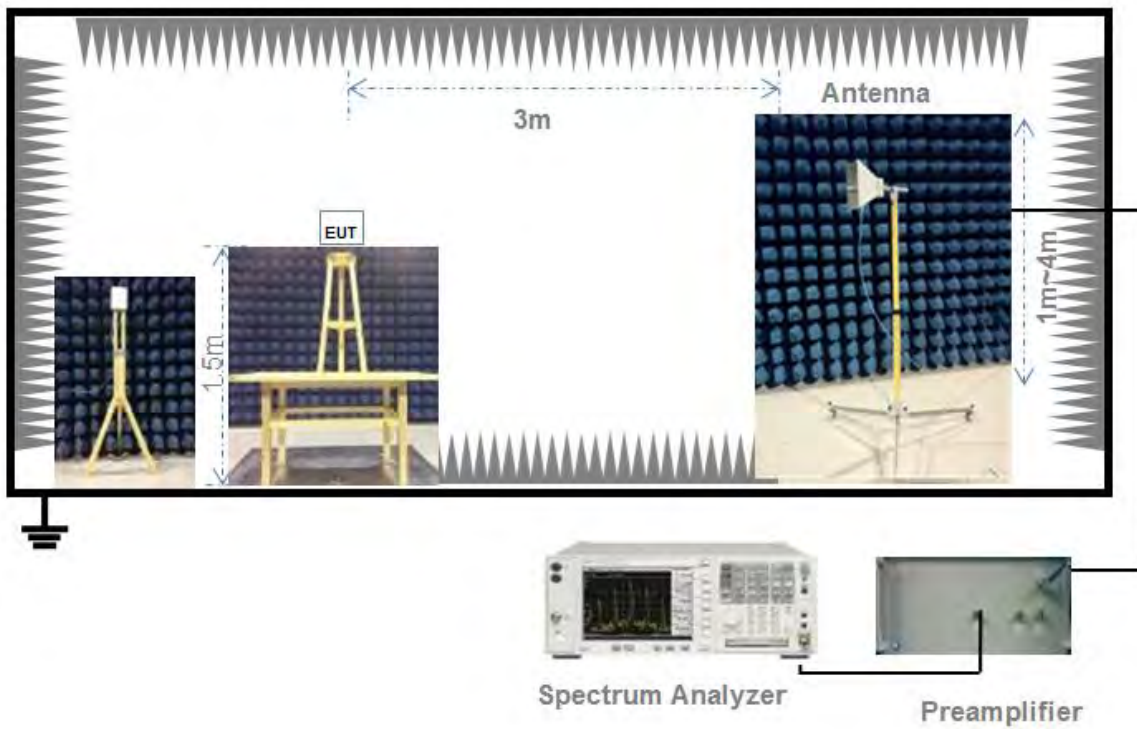 Antenna
3m
EUT
1.5m
1m~4m
Spectrum Analyzer
Preamplifier